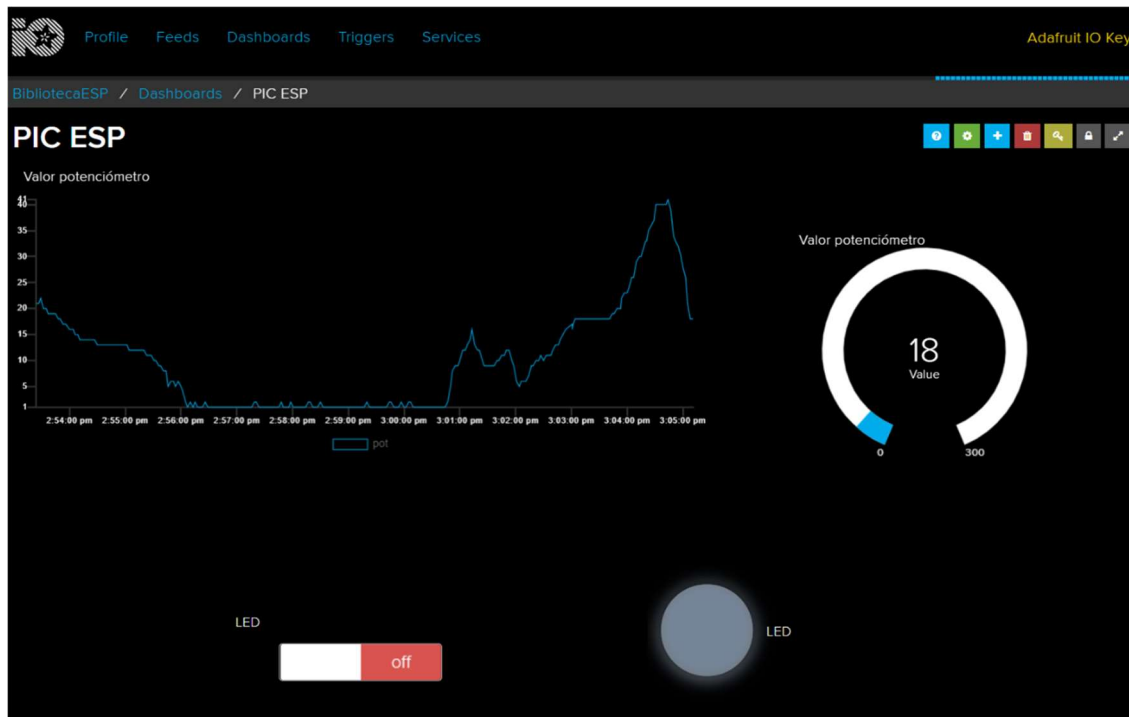 Profile Feeds Dashboards Triggers Services Adafruit IO Key
BibliotecaESP / Dashboards / PIC ESP
PIC ESP
Valor potenciómetro
41
40
35
30
25
20
15
10
5
1
2:54:00 pm 2:55:00 pm 2:56:00 pm 2:57:00 pm 2:58:00 pm 2:59:00 pm 3:00:00 pm 3:01:00 pm 3:02:00 pm 3:03:00 pm 3:04:00 pm 3:05:00 pm
pot
Valor potenciómetro
18
Value
0 300
LED
off
LED